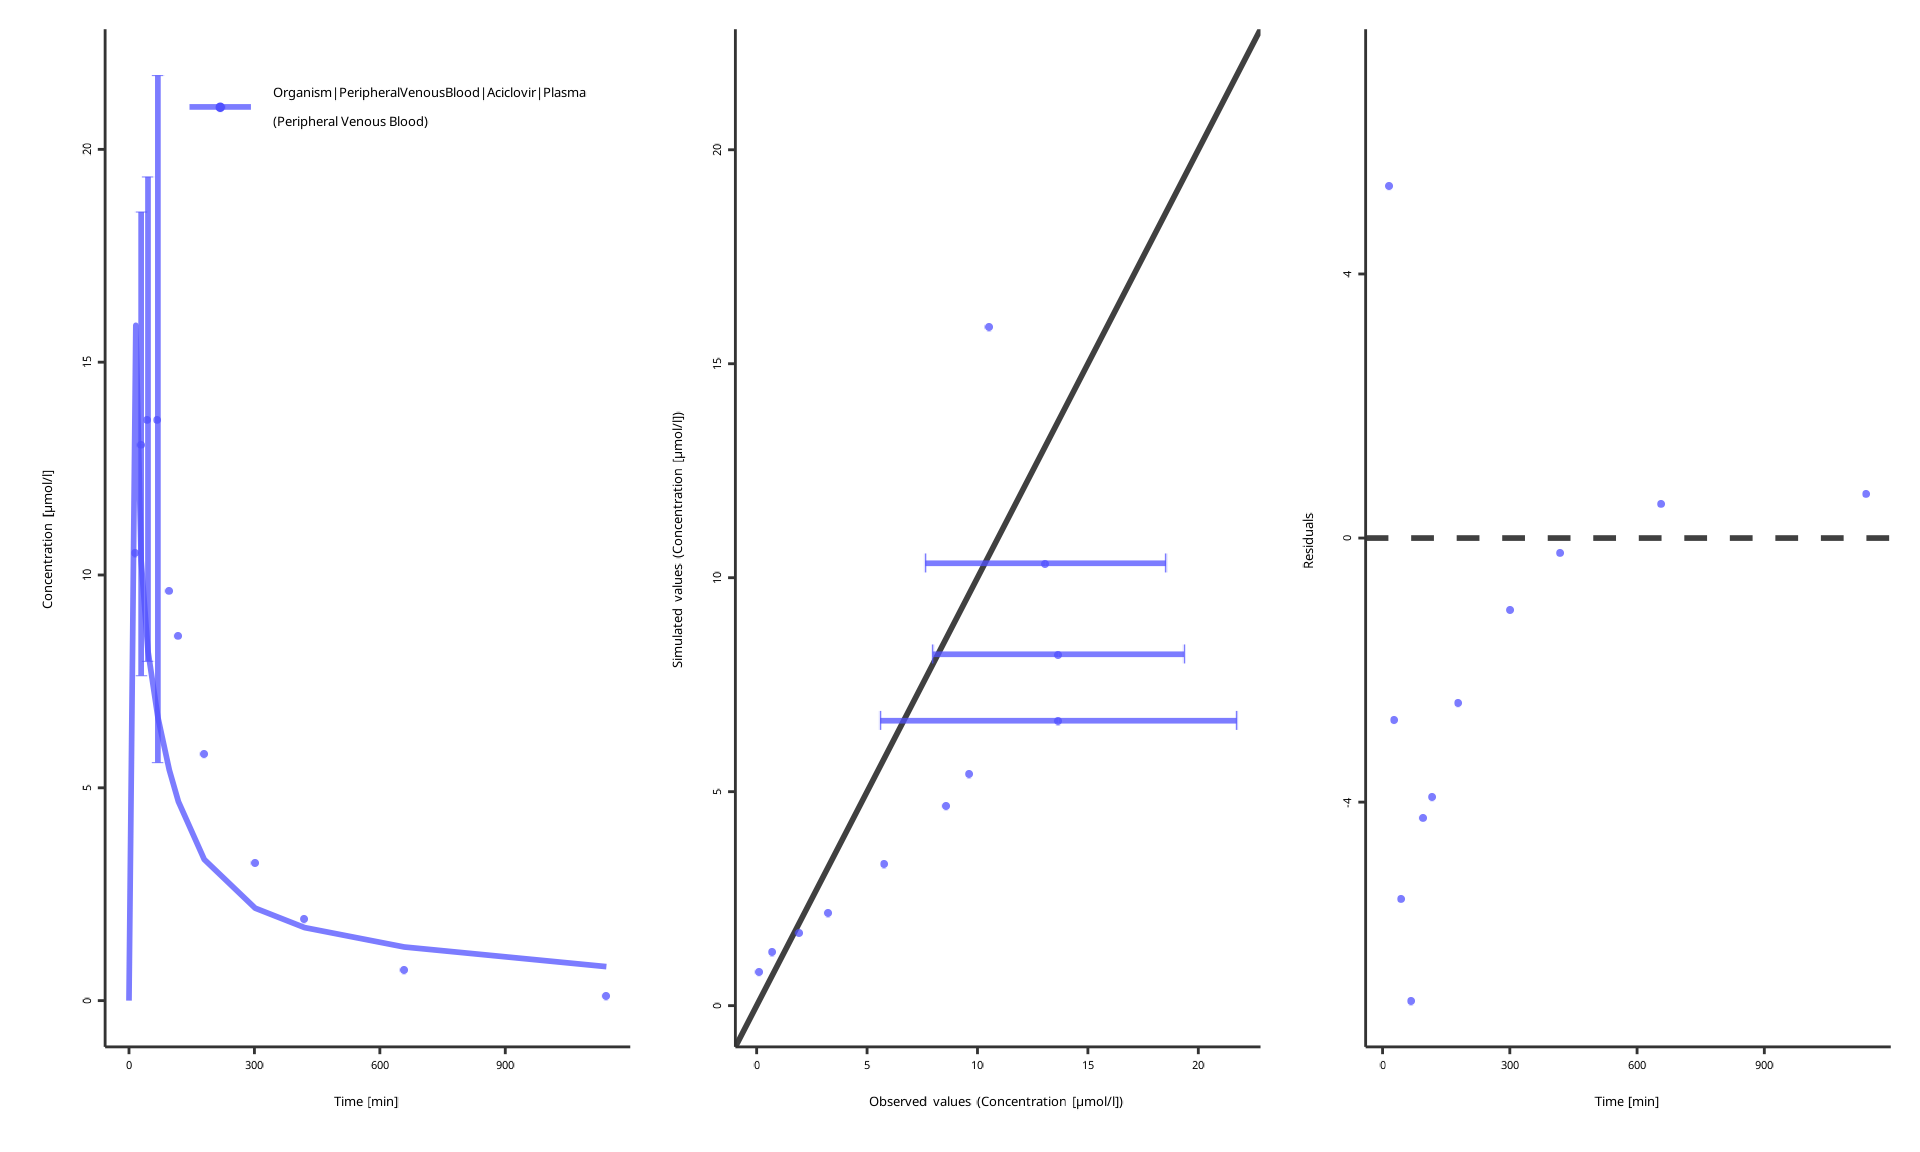 Organism|PeripheralVenousBlood|Aciclovir|Plasma
(Peripheral Venous Blood)
Concentration [µmol/l]
20
15
10
5
0
0 300 600 900
Time [min]
Simulated values (Concentration [µmol/l])
20
15
10
5
0
0 5 10 15 20
Observed values (Concentration [µmol/l])
Residuals
4
0
-4
0 300 600 900
Time [min]